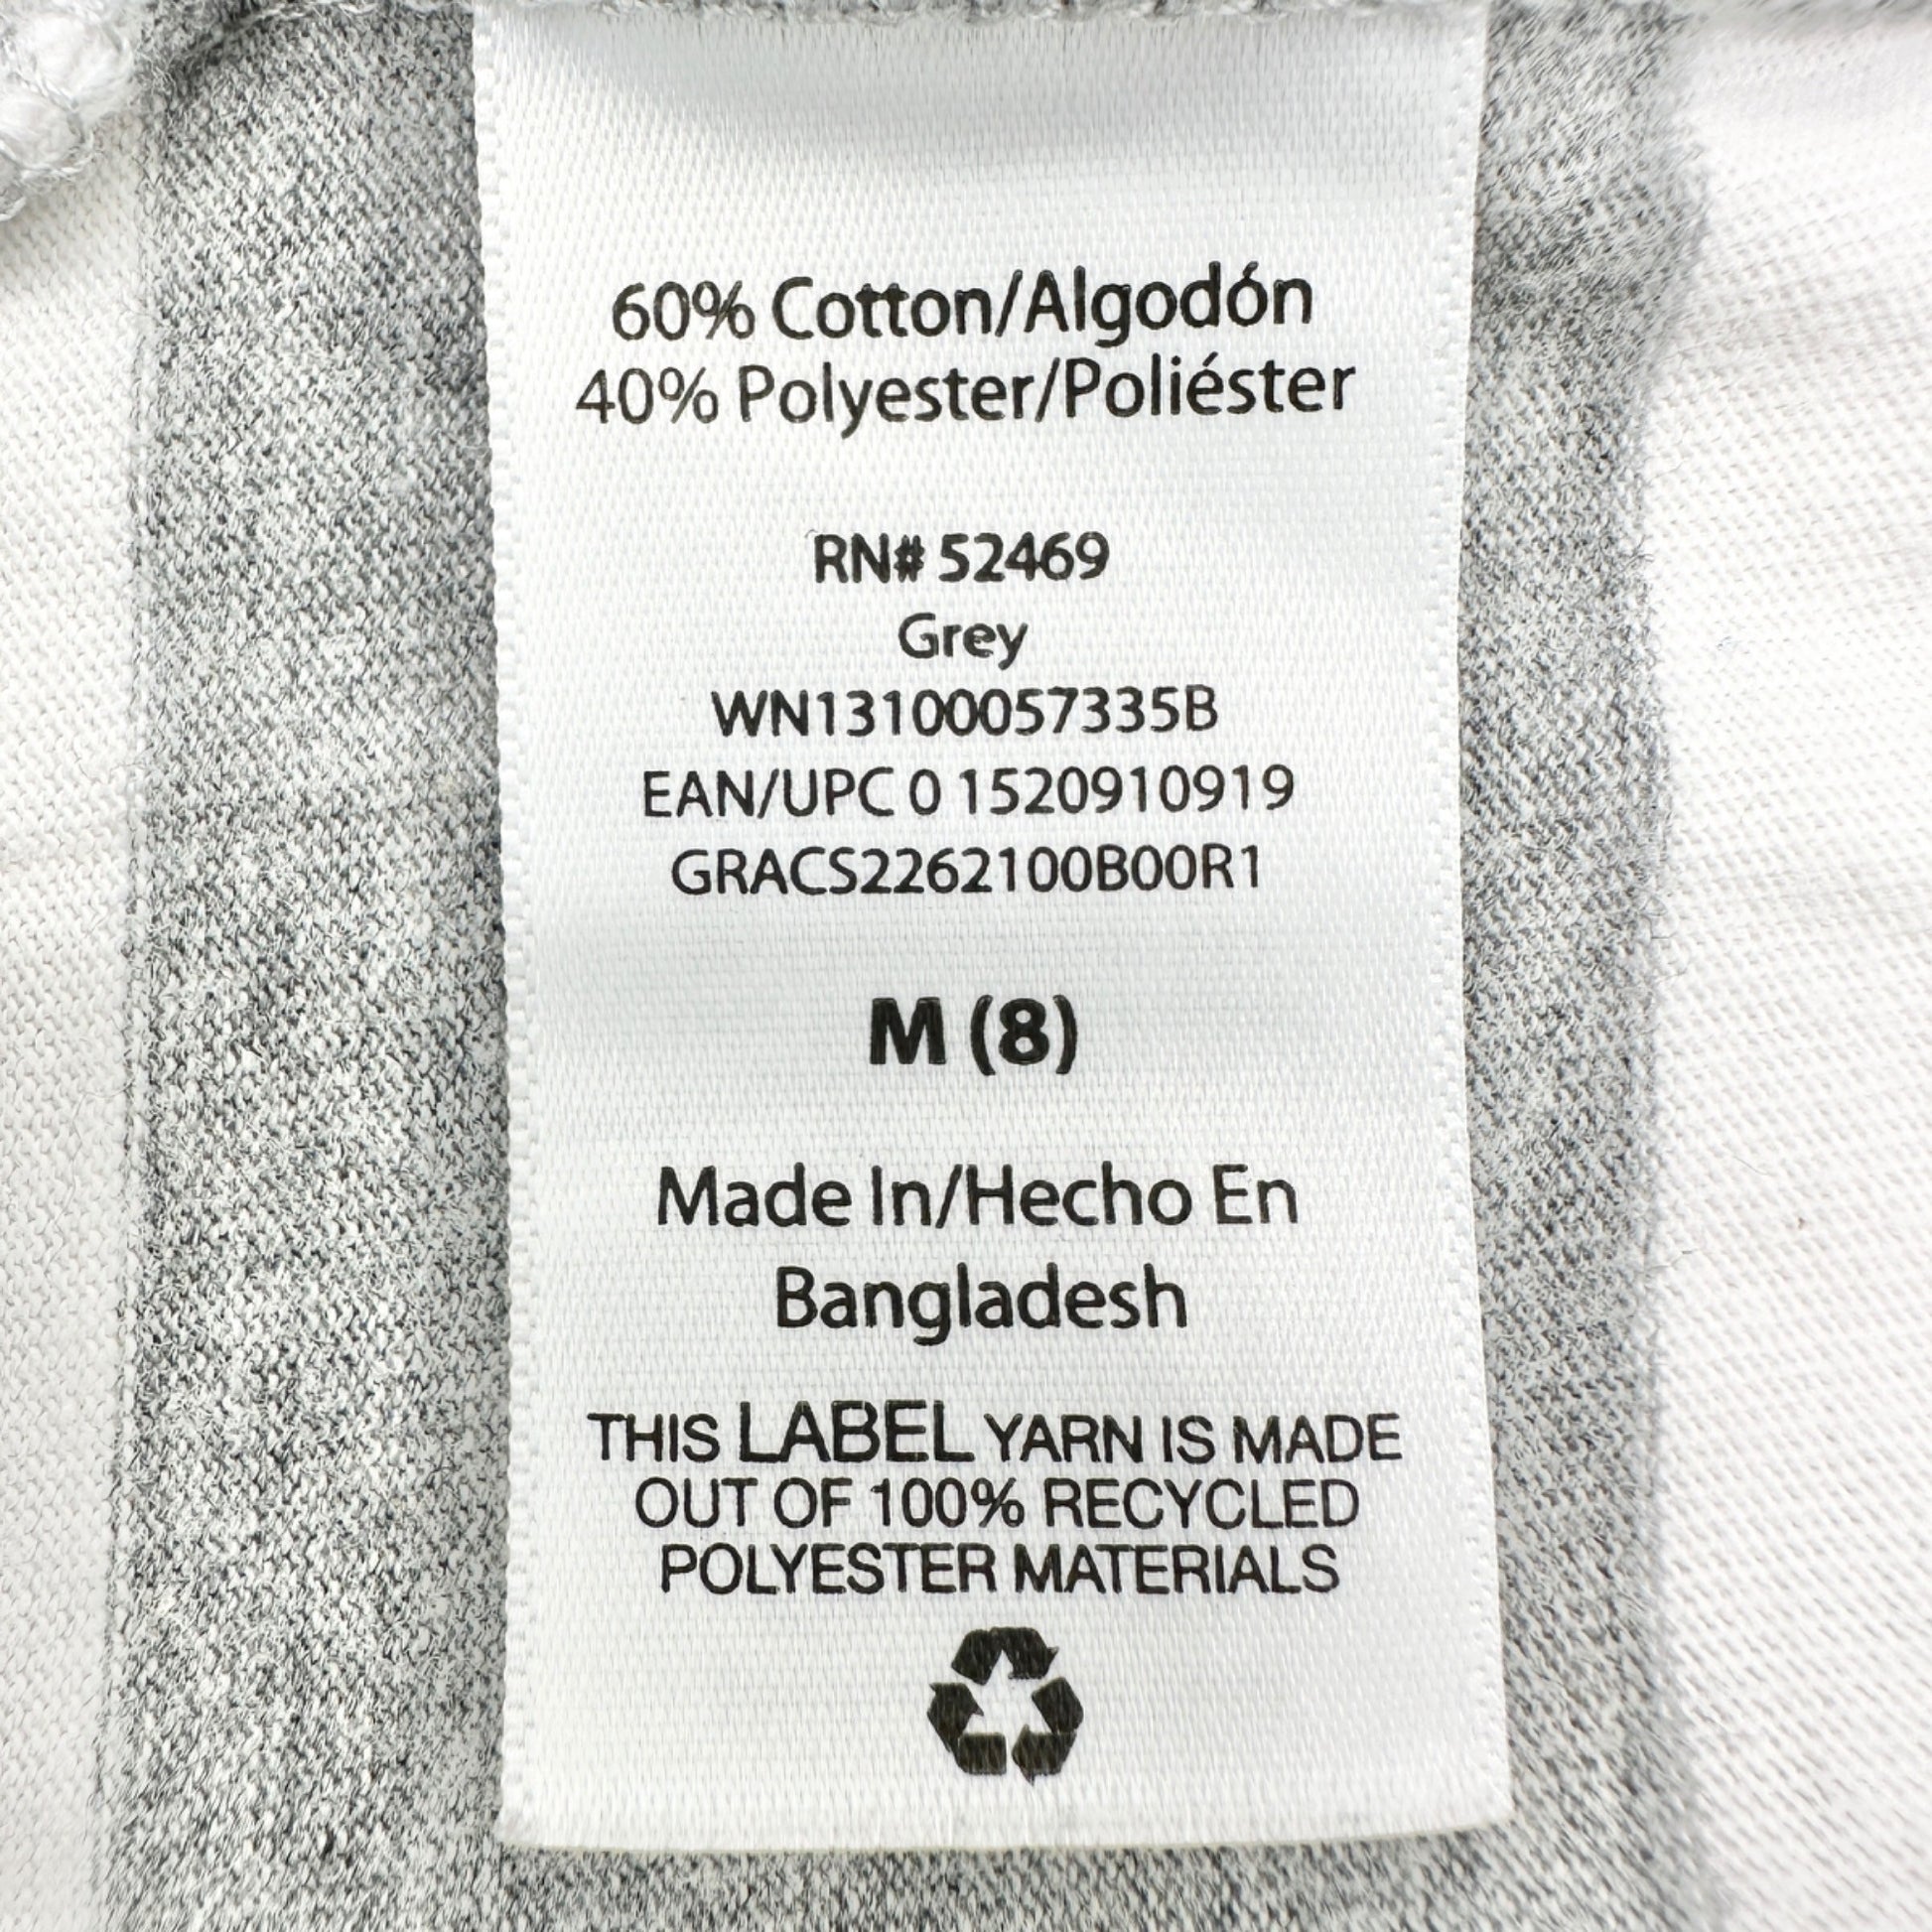 60% Cotton/Algodón
40% Polyester/Poliéster
RN# 52469
Grey
WN13100057335B
EAN/UPC 0 1520910919
GRACS2262100B00R1
M (8)
Made In/Hecho En
Bangladesh
THIS LABEL YARN IS MADE
OUT OF 100% RECYCLED
POLYESTER MATERIALS